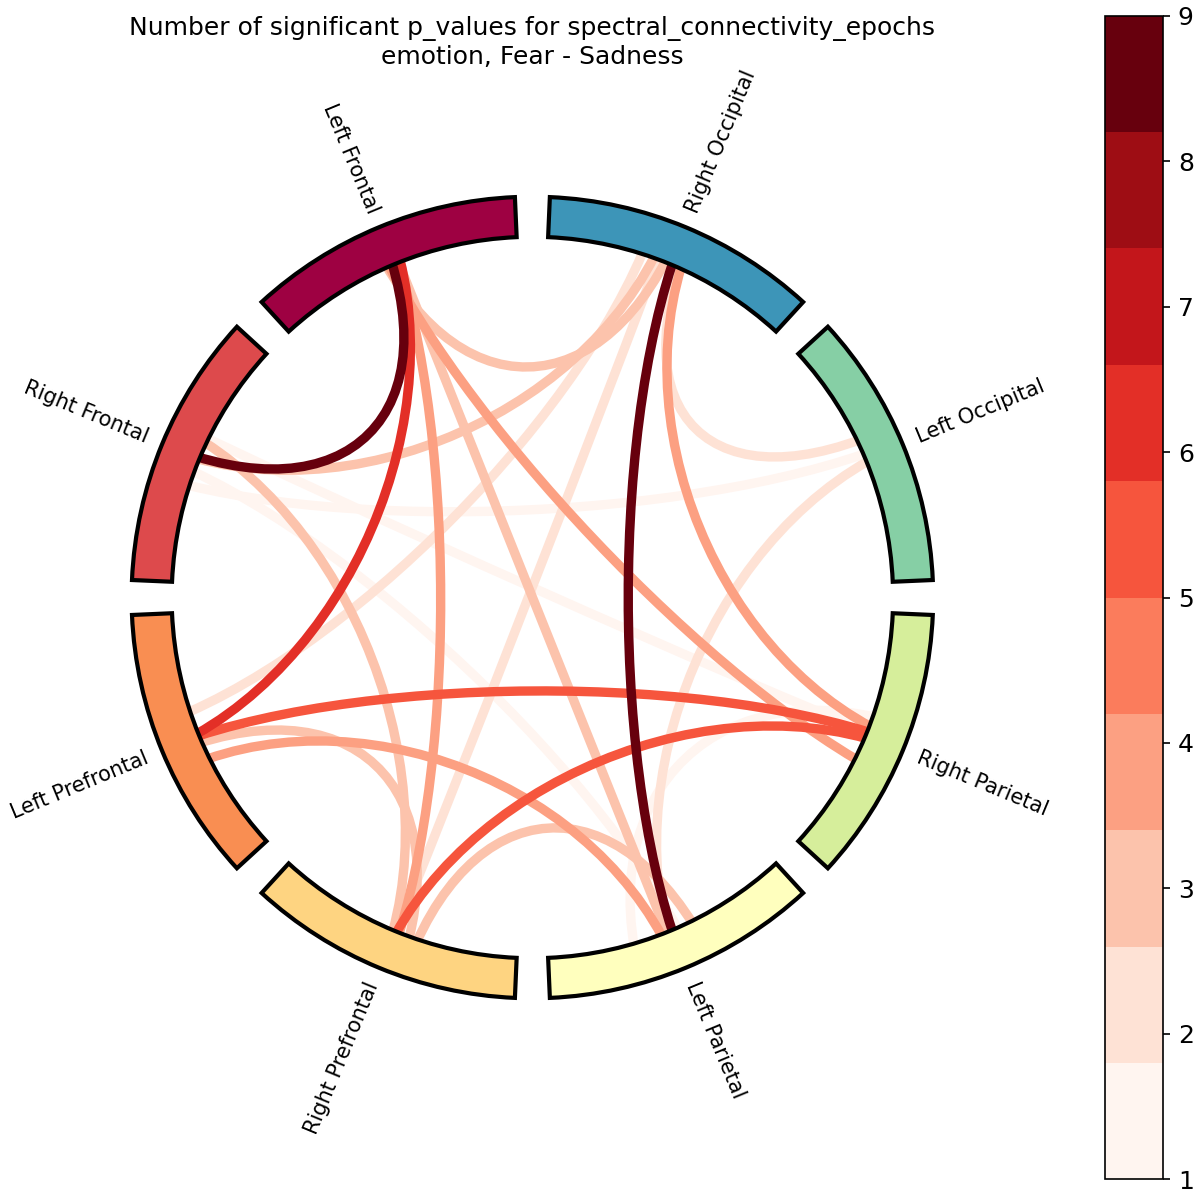 Number of significant p_values for spectral_connectivity_epochs
emotion, Fear - Sadness
Left Frontal
Right Occipital
Right Frontal
Left Occipital
Left Prefrontal
Right Parietal
Right Prefrontal
Left Parietal
9
8
7
6
5
4
3
2
1